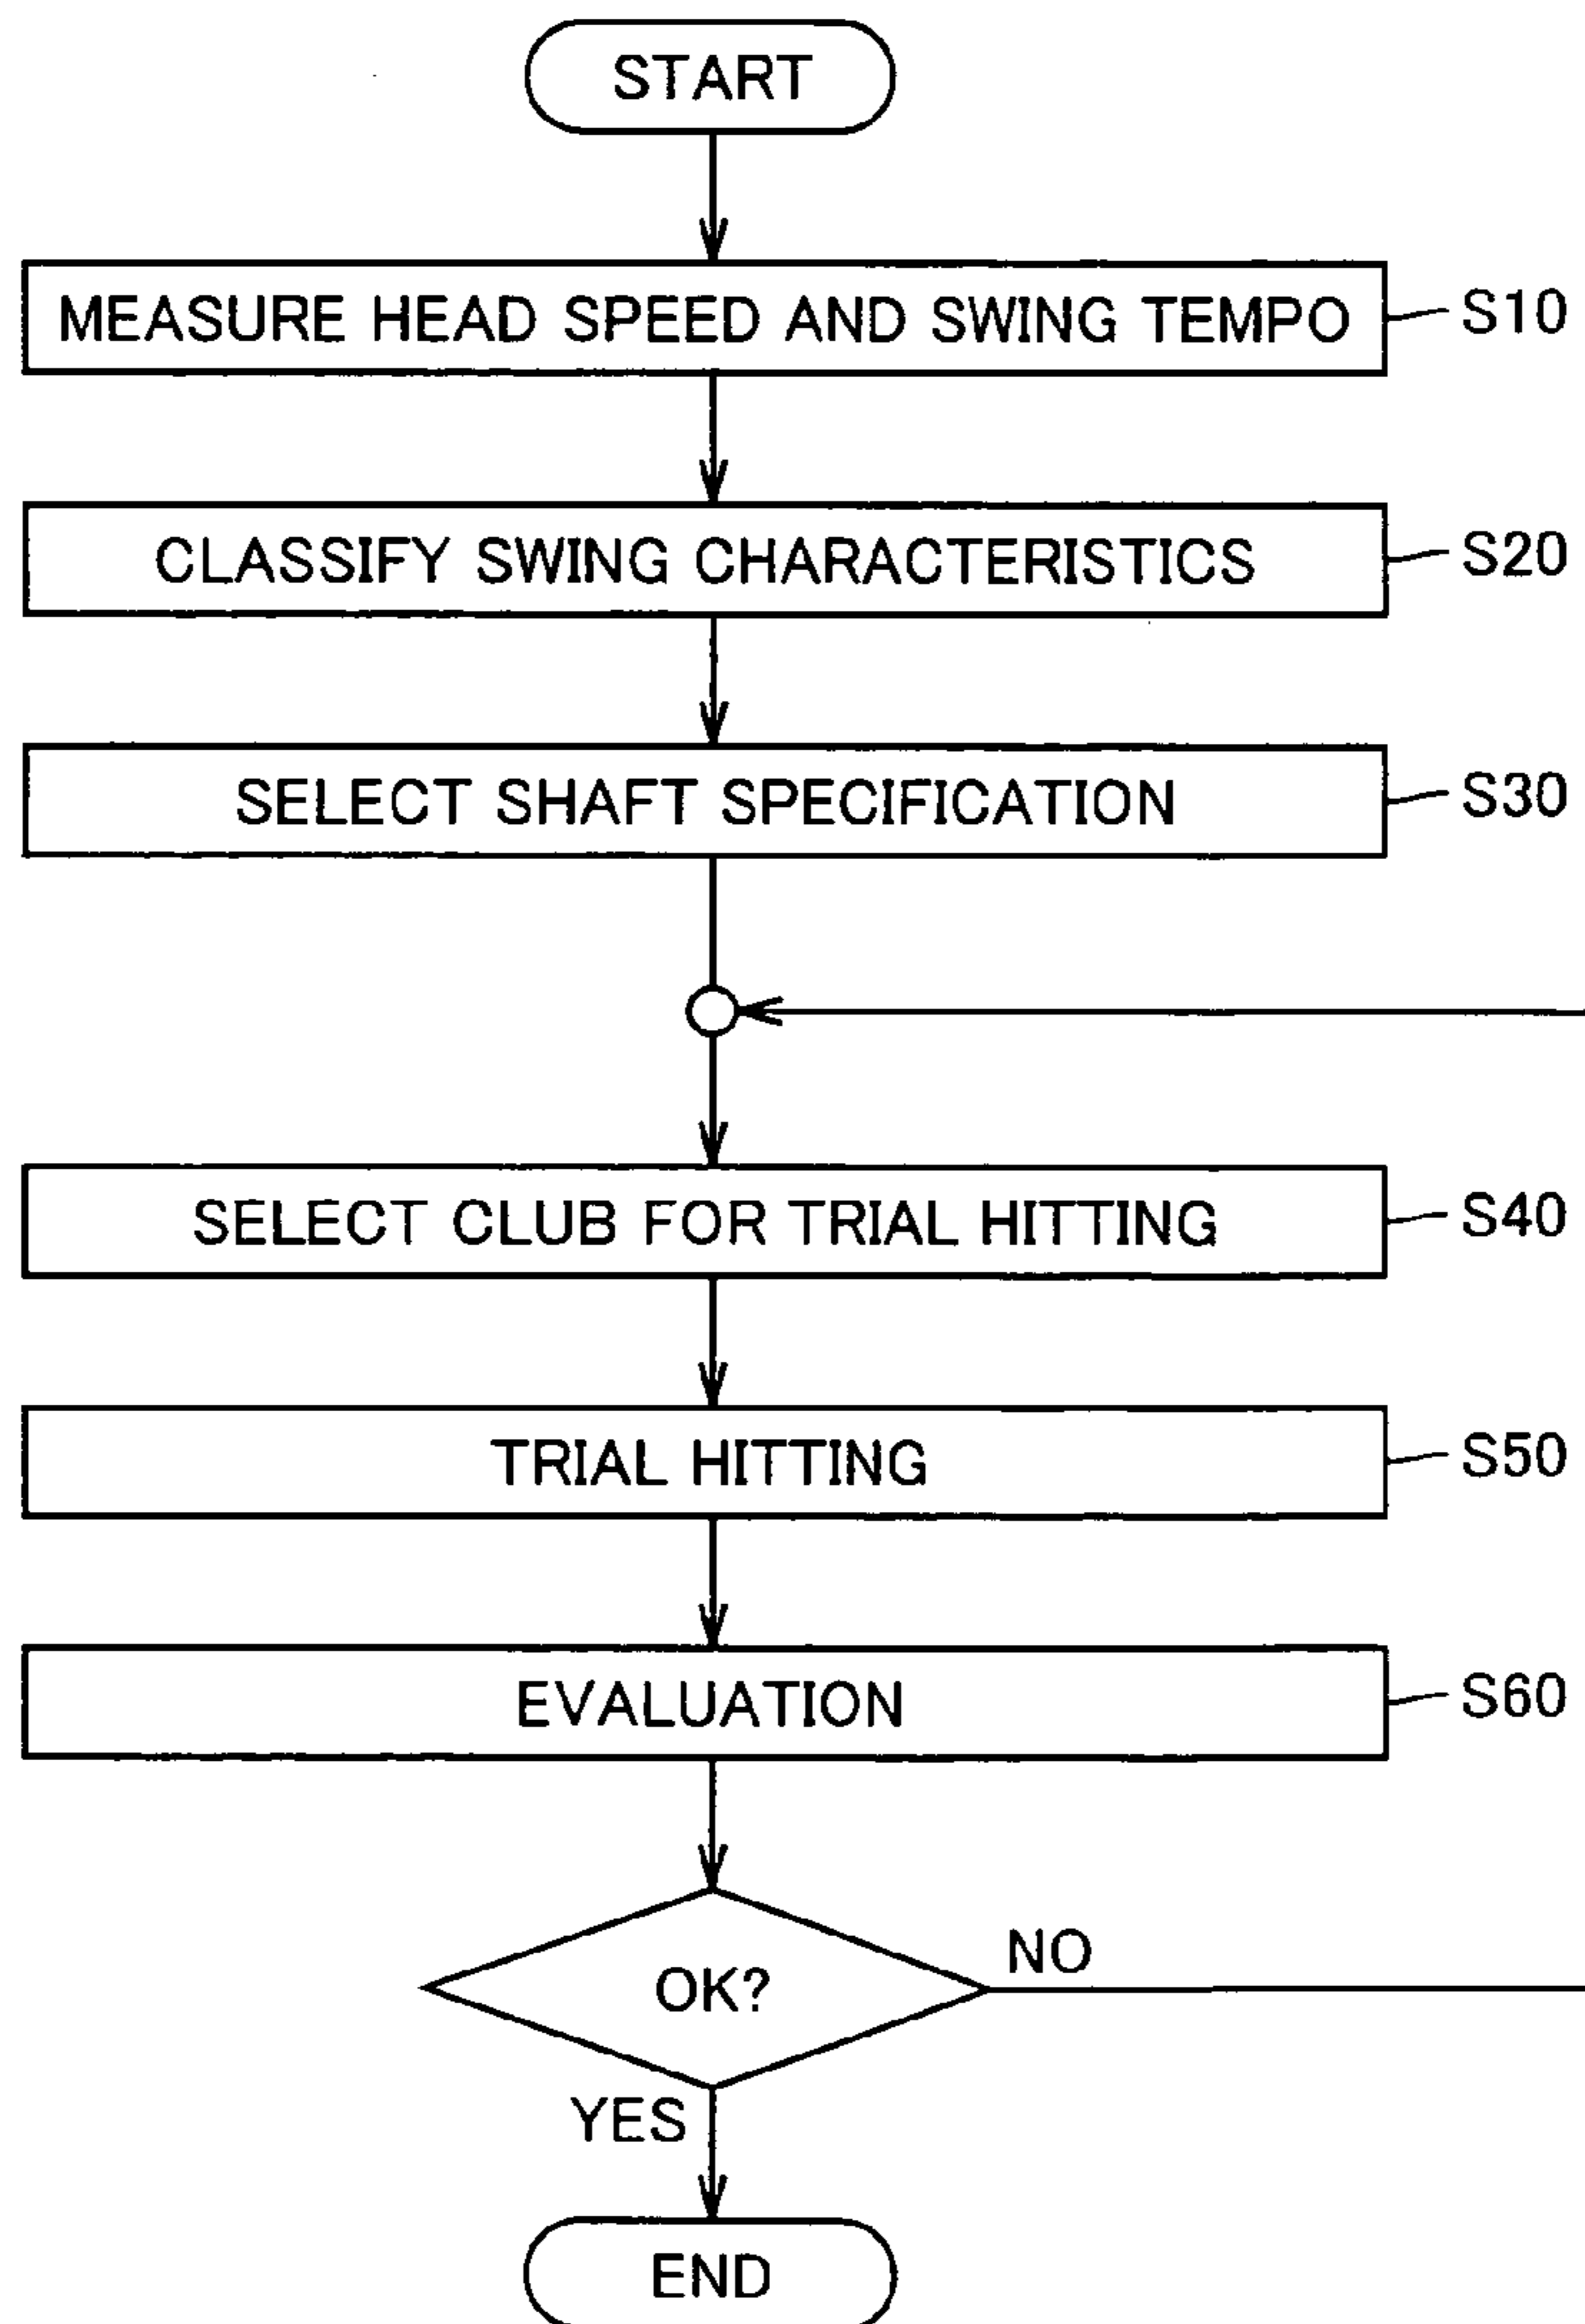 START
MEASURE HEAD SPEED AND SWING TEMPO
S10
CLASSIFY SWING CHARACTERISTICS
S20
SELECT SHAFT SPECIFICATION
S30
SELECT CLUB FOR TRIAL HITTING
S40
TRIAL HITTING
S50
EVALUATION
S60
OK?
NO
YES
END